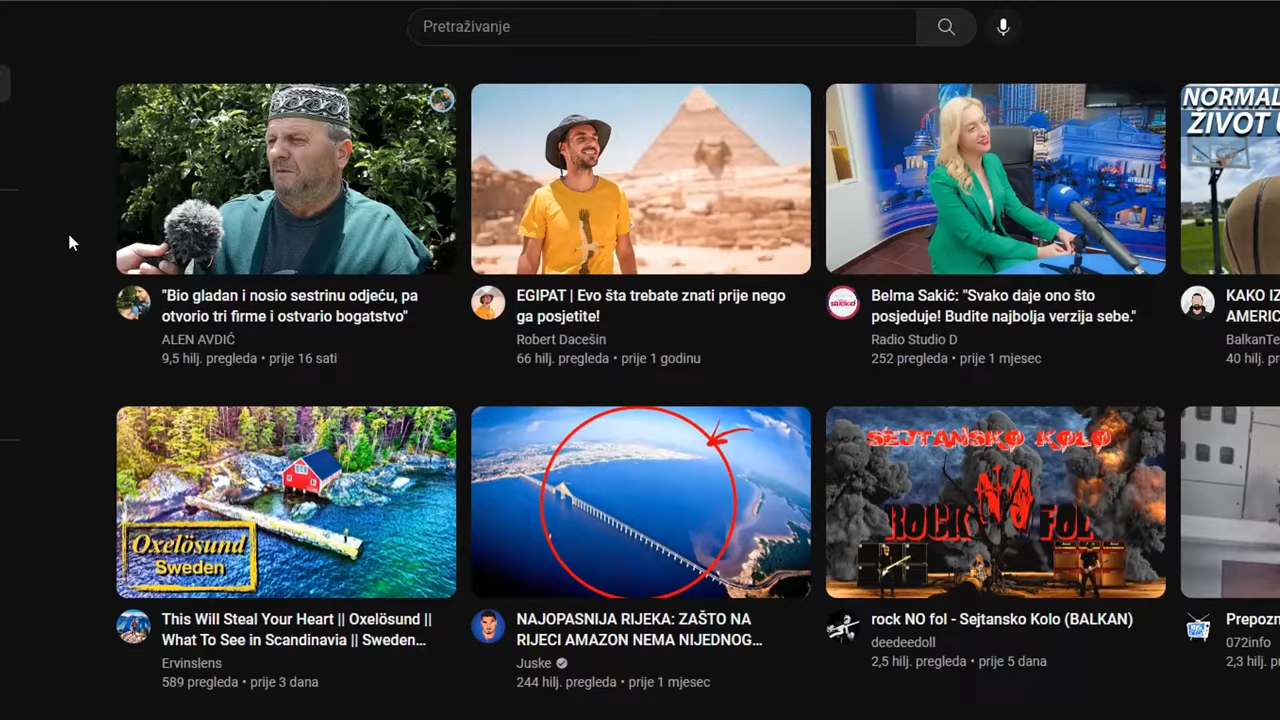 Pretraživanje
NORMAL
ŽIVOT U
"Bio gladan i nosio sestrinu odjeću, pa
otvorio tri firme i ostvario bogatstvo"
ALEN AVDIĆ
9,5 hilj. pregleda • prije 16 sati
EGIPAT | Evo šta trebate znati prije nego
ga posjetite!
Robert Dacešin
66 hilj. pregleda • prije 1 godinu
Belma Sakić: "Svako daje ono što
posjeduje! Budite najbolja verzija sebe."
Radio Studio D
252 pregleda • prije 1 mjesec
KAKO IZ
AMERIC
BalkanTe
40 hilj. pr
Oxelösund
Sweden
SEJTANSKO KOLO
ROCK NO FOL
This Will Steal Your Heart || Oxelösund ||
What To See in Scandinavia || Sweden...
Ervinslens
589 pregleda • prije 3 dana
NAJOPASNIJA RIJEKA: ZAŠTO NA
RIJECI AMAZON NEMA NIJEDNOG...
Juske
244 hilj. pregleda • prije 1 mjesec
rock NO fol - Sejtansko Kolo (BALKAN)
deedeedoll
2,5 hilj. pregleda • prije 5 dana
Prepozn
072info
2,3 hilj. p